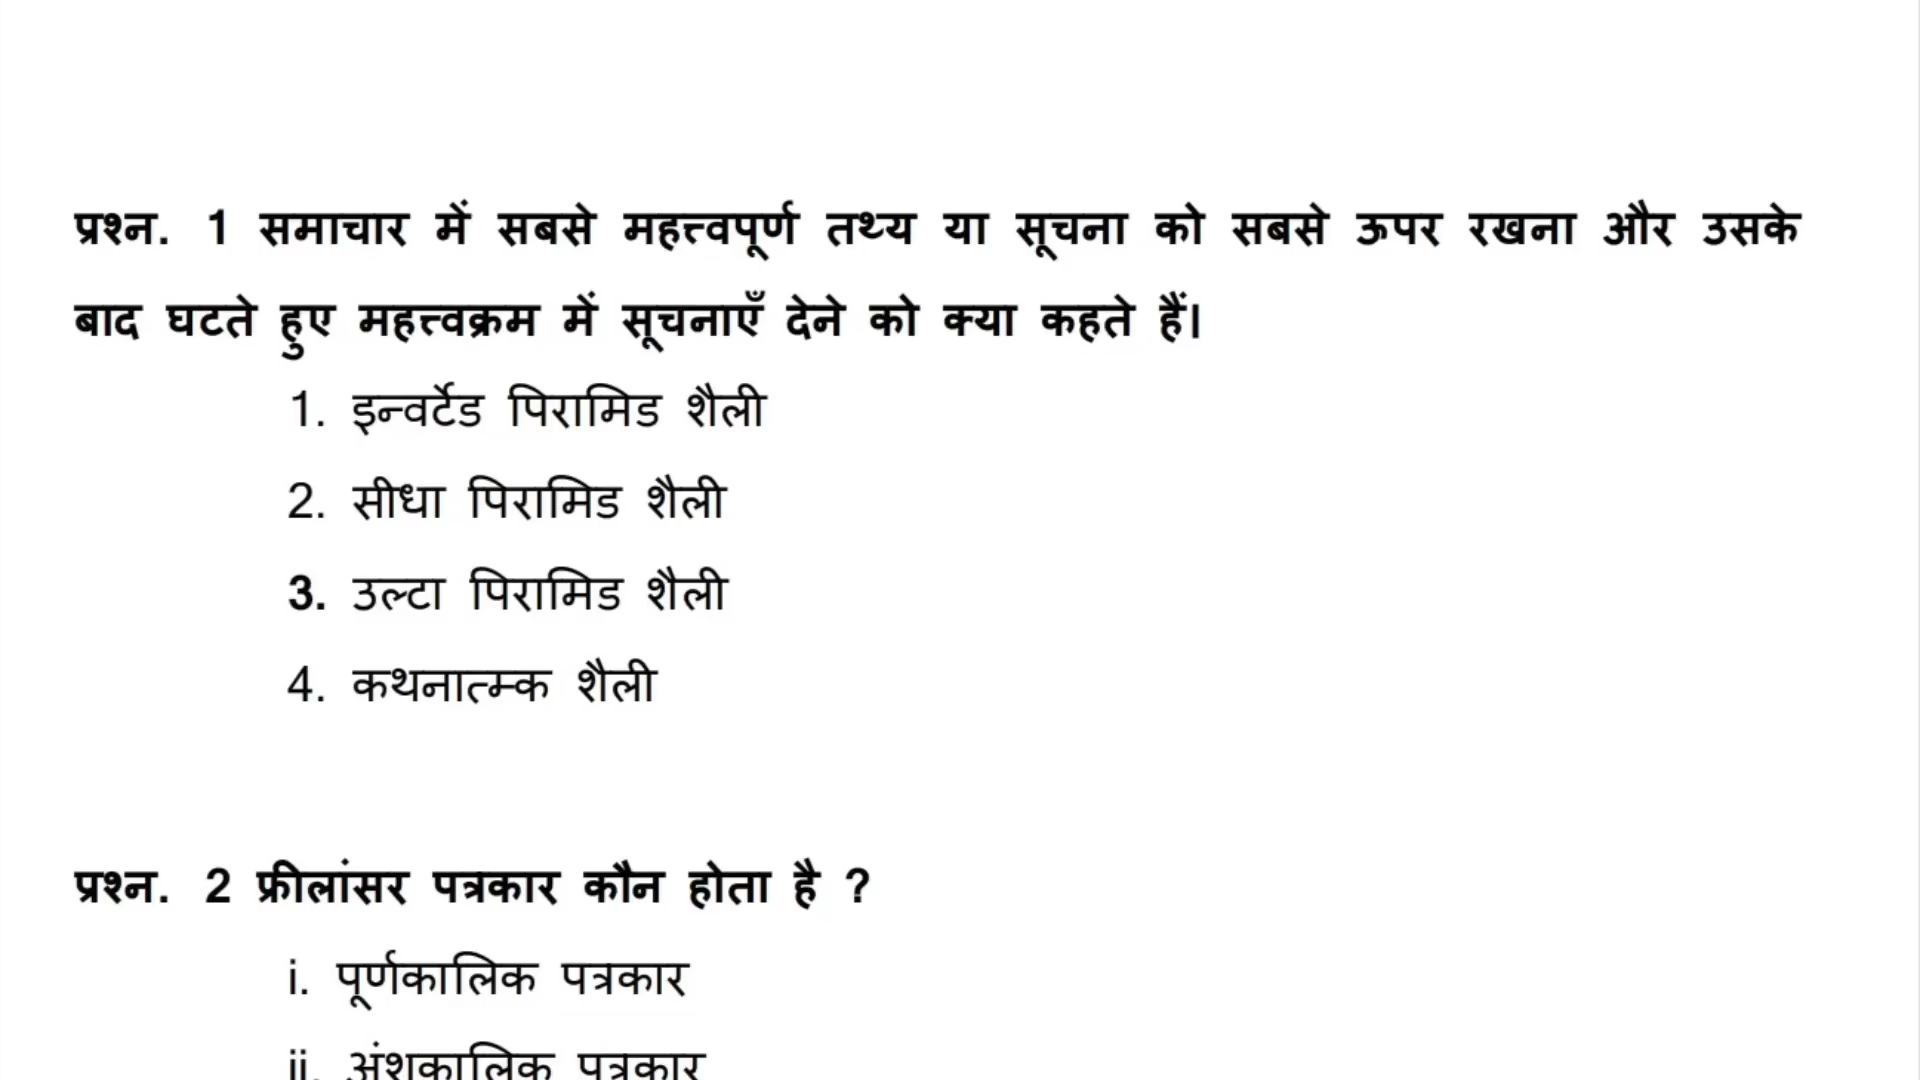 प्रश्न. 1 समाचार में सबसे महत्त्वपूर्ण तथ्य या सूचना को सबसे ऊपर रखना और उसके
बाद घटते हुए महत्त्वक्रम में सूचनाएँ देने को क्या कहते हैं।
1. इन्वर्टेड पिरामिड शैली
2. सीधा पिरामिड शैली
3. उल्टा पिरामिड शैली
4. कथनात्म्क शैली
प्रश्न. 2 फ्रीलांसर पत्रकार कौन होता है ?
i. पूर्णकालिक पत्रकार
ii. अंशकालिक पत्रकार